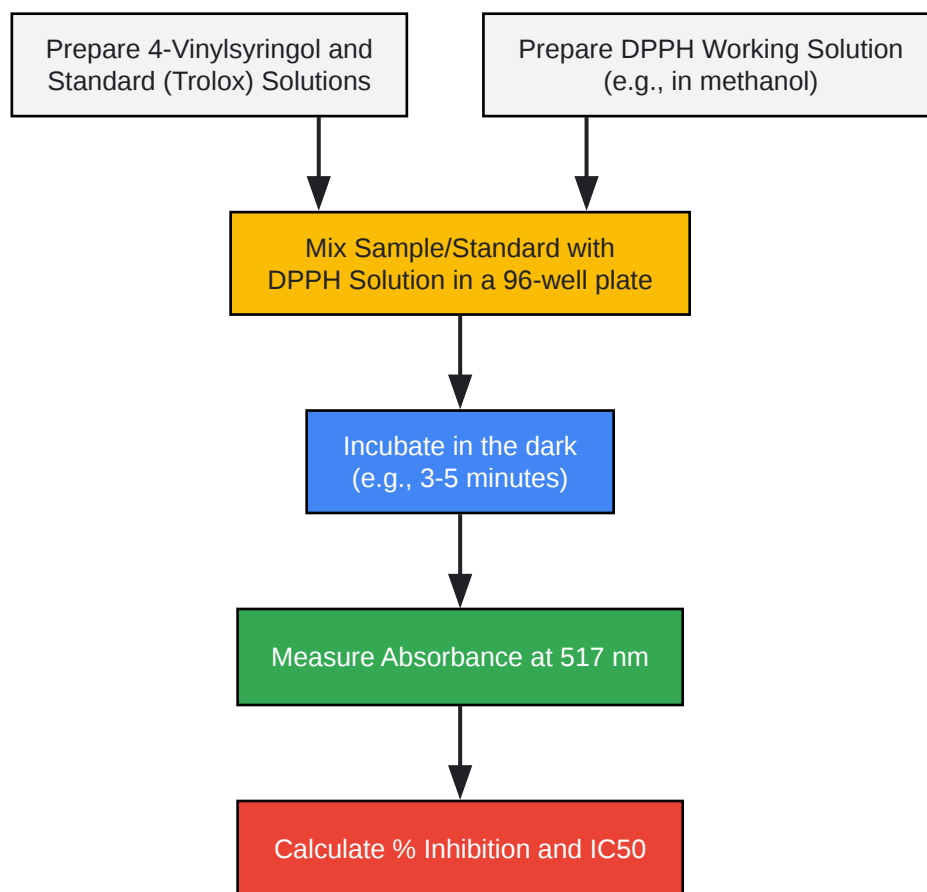 Prepare 4-Vinylsyringol and
Standard (Trolox) Solutions
Prepare DPPH Working Solution
(e.g., in methanol)
Mix Sample/Standard with
DPPH Solution in a 96-well plate
Incubate in the dark
(e.g., 3-5 minutes)
Measure Absorbance at 517 nm
Calculate % Inhibition and IC50